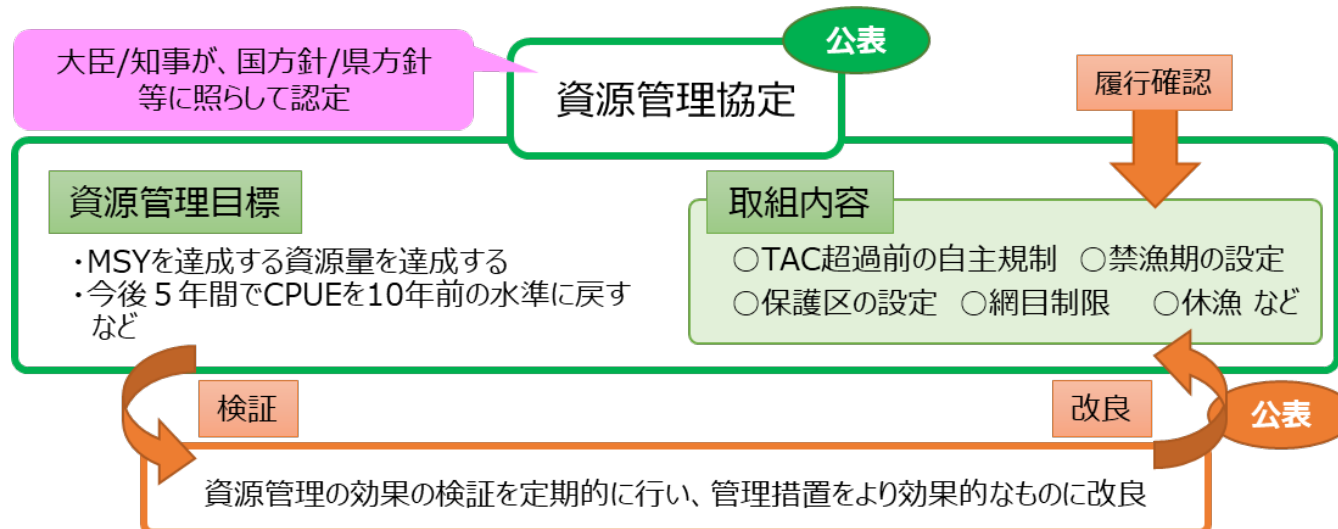 大臣/知事が、国方針/県方針
等に照らして認定
公表
資源管理協定
履行確認
資源管理目標
・MSYを達成する資源量を達成する
・今後５年間でCPUEを10年前の水準に戻す
など
取組内容
○TAC超過前の自主規制 ○禁漁期の設定
○保護区の設定 ○網目制限 ○休漁 など
検証
改良
公表
資源管理の効果の検証を定期的に行い、管理措置をより効果的なものに改良